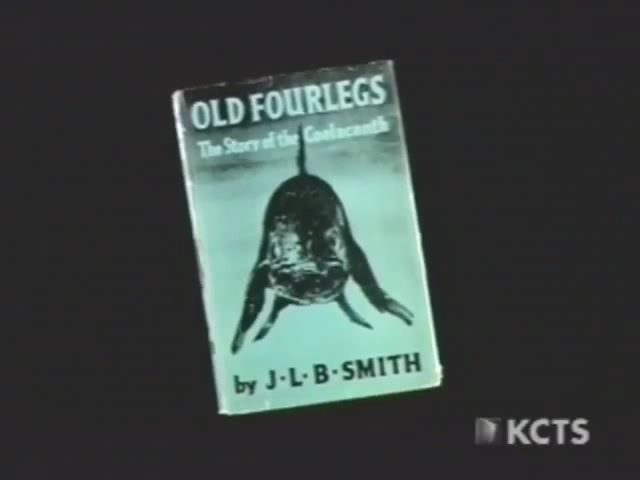 OLD FOURLEGS
The Story of the Coelacanth
by J·L·B·SMITH
KCTS